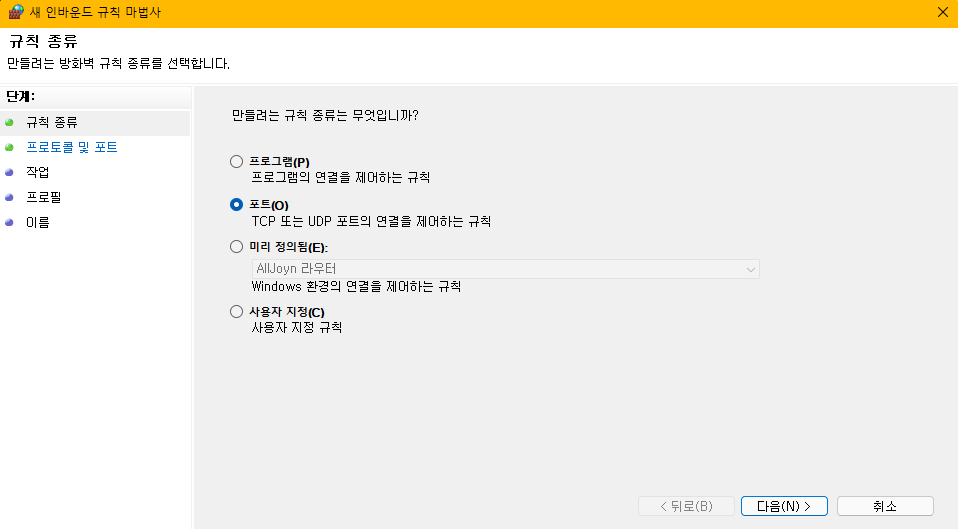 새 인바운드 규칙 마법사
규칙 종류
만들려는 방화벽 규칙 종류를 선택합니다.
단계:
규칙 종류
프로토콜 및 포트
작업
프로필
이름
만들려는 규칙 종류는 무엇입니까?
프로그램(P)
프로그램의 연결을 제어하는 규칙
포트(O)
TCP 또는 UDP 포트의 연결을 제어하는 규칙
미리 정의됨(E):
AllJoyn 라우터
Windows 환경의 연결을 제어하는 규칙
사용자 지정(C)
사용자 지정 규칙
< 뒤로(B) 다음(N) > 취소